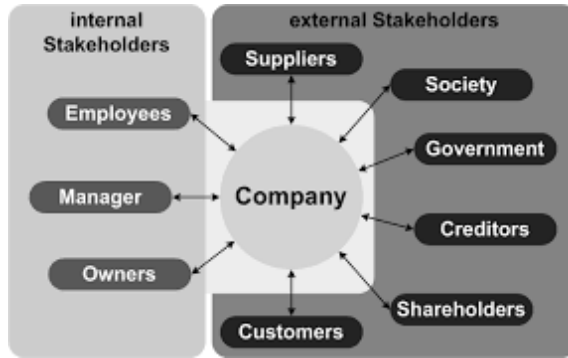 internal
Stakeholders
external Stakeholders
Suppliers
Society
Employees
Government
Manager
Company
Creditors
Owners
Shareholders
Customers